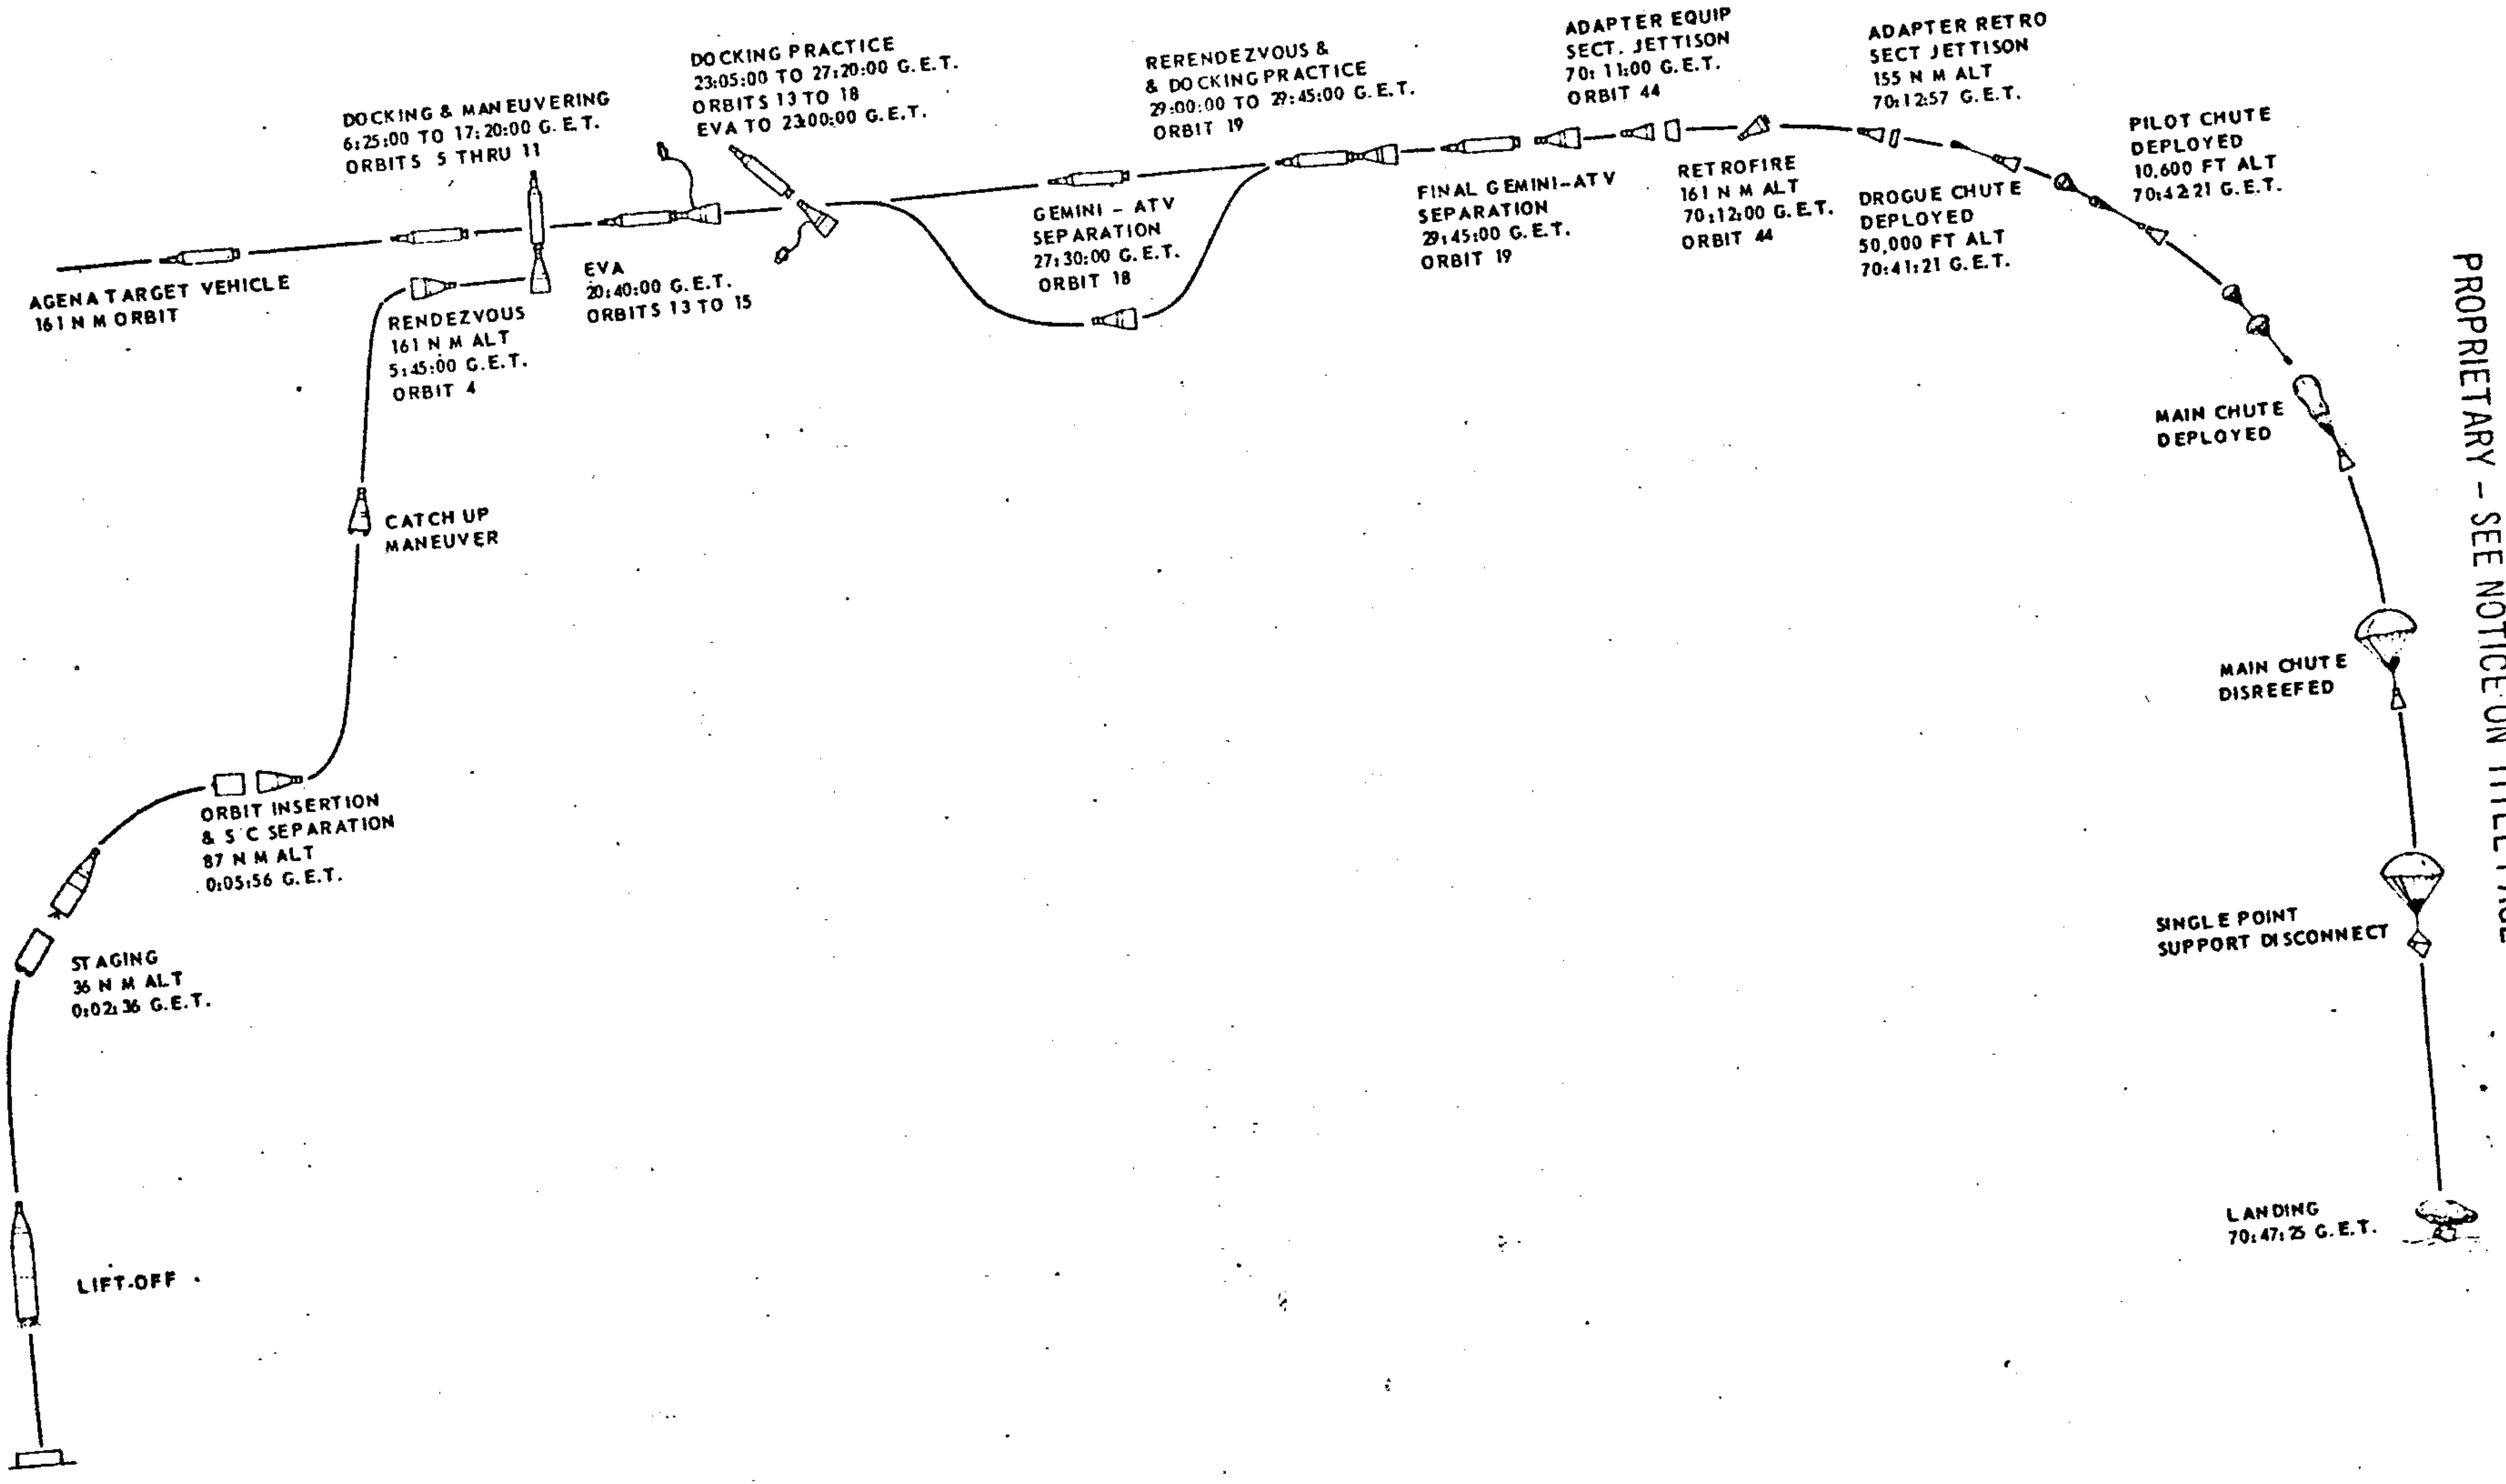 DOCKING PRACTICE
23:05:00 TO 27:20:00 G.E.T.
ORBITS 13 TO 18
EVA TO 23:00:00 G.E.T.
DOCKING & MANEUVERING
6:25:00 TO 17:20:00 G.E.T.
ORBITS 5 THRU 11
RERENDEZVOUS &
& DOCKING PRACTICE
29:00:00 TO 29:45:00 G.E.T.
ORBIT 19
ADAPTER EQUIP
SECT. JETTISON
70:11:00 G.E.T.
ORBIT 44
ADAPTER RETRO
SECT JETTISON
155 N M ALT
70:12:57 G.E.T.
PILOT CHUTE
DEPLOYED
10,600 FT ALT
70:42:21 G.E.T.
AGENA TARGET VEHICLE
161 N M ORBIT
RENDEZVOUS
161 N M ALT
5:45:00 G.E.T.
ORBIT 4
EVA
20:40:00 G.E.T.
ORBITS 13 TO 15
GEMINI - ATV
SEPARATION
27:30:00 G.E.T.
ORBIT 18
FINAL GEMINI-ATV
SEPARATION
29:45:00 G.E.T.
ORBIT 19
RETROFIRE
161 N M ALT
70:12:00 G.E.T.
ORBIT 44
DROGUE CHUTE
DEPLOYED
50,000 FT ALT
70:41:21 G.E.T.
MAIN CHUTE
DEPLOYED
CATCH UP
MANEUVER
MAIN CHUTE
DISREEFED
ORBIT INSERTION
& S C SEPARATION
87 N M ALT
0:05:56 G.E.T.
STAGING
36 N M ALT
0:02:36 G.E.T.
SINGLE POINT
SUPPORT DISCONNECT
LANDING
70:47:25 G.E.T.
LIFT-OFF
PROPRIETARY - SEE NOTICE ON TITLE PAGE